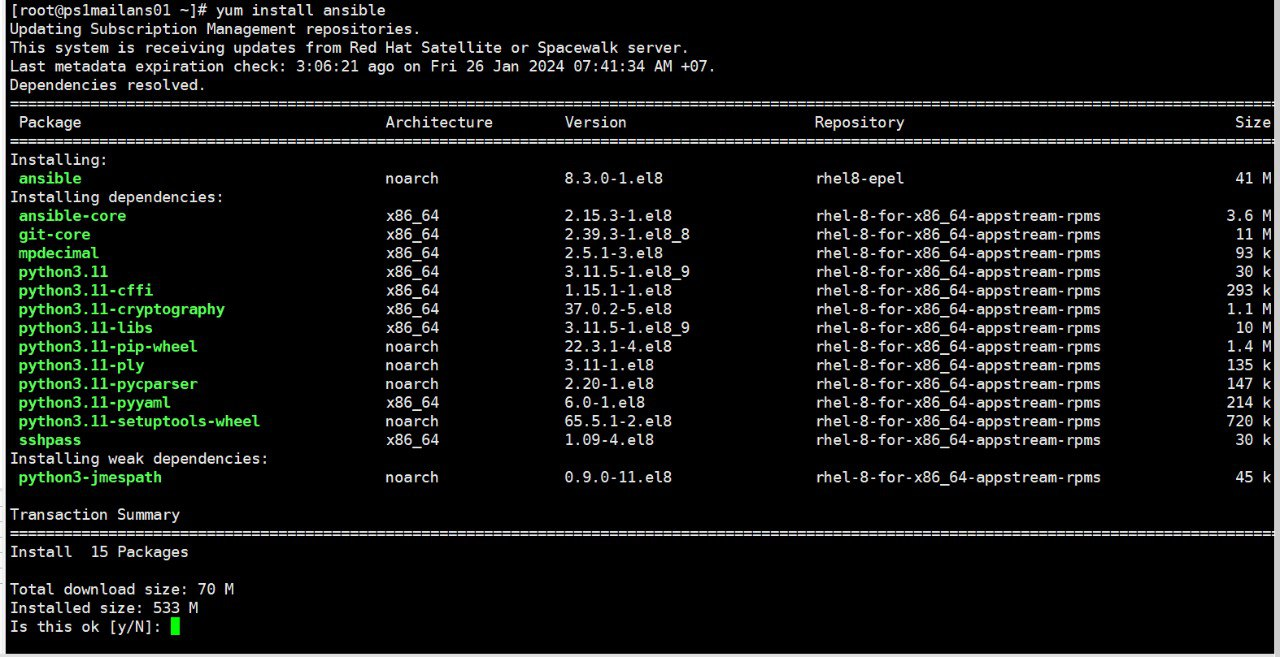 [root@ps1mailans01 ~]# yum install ansible
Updating Subscription Management repositories.
This system is receiving updates from Red Hat Satellite or Spacewalk server.
Last metadata expiration check: 3:06:21 ago on Fri 26 Jan 2024 07:41:34 AM +07.
Dependencies resolved.
================================================================================
Package Architecture Version Repository Size
================================================================================
Installing:
ansible noarch 8.3.0-1.el8 rhel8-epel 41 M
Installing dependencies:
ansible-core x86_64 2.15.3-1.el8 rhel-8-for-x86_64-appstream-rpms 3.6 M
git-core x86_64 2.39.3-1.el8_8 rhel-8-for-x86_64-appstream-rpms 11 M
mpdecimal x86_64 2.5.1-3.el8 rhel-8-for-x86_64-appstream-rpms 93 k
python3.11 x86_64 3.11.5-1.el8_9 rhel-8-for-x86_64-appstream-rpms 30 k
python3.11-cffi x86_64 1.15.1-1.el8 rhel-8-for-x86_64-appstream-rpms 293 k
python3.11-cryptography x86_64 37.0.2-5.el8 rhel-8-for-x86_64-appstream-rpms 1.1 M
python3.11-libs x86_64 3.11.5-1.el8_9 rhel-8-for-x86_64-appstream-rpms 10 M
python3.11-pip-wheel noarch 22.3.1-4.el8 rhel-8-for-x86_64-appstream-rpms 1.4 M
python3.11-ply noarch 3.11-1.el8 rhel-8-for-x86_64-appstream-rpms 135 k
python3.11-pycparser noarch 2.20-1.el8 rhel-8-for-x86_64-appstream-rpms 147 k
python3.11-pyyaml x86_64 6.0-1.el8 rhel-8-for-x86_64-appstream-rpms 214 k
python3.11-setuptools-wheel noarch 65.5.1-2.el8 rhel-8-for-x86_64-appstream-rpms 720 k
sshpass x86_64 1.09-4.el8 rhel-8-for-x86_64-appstream-rpms 30 k
Installing weak dependencies:
python3-jmespath noarch 0.9.0-11.el8 rhel-8-for-x86_64-appstream-rpms 45 k
Transaction Summary
================================================================================
Install 15 Packages
Total download size: 70 M
Installed size: 533 M
Is this ok [y/N]: